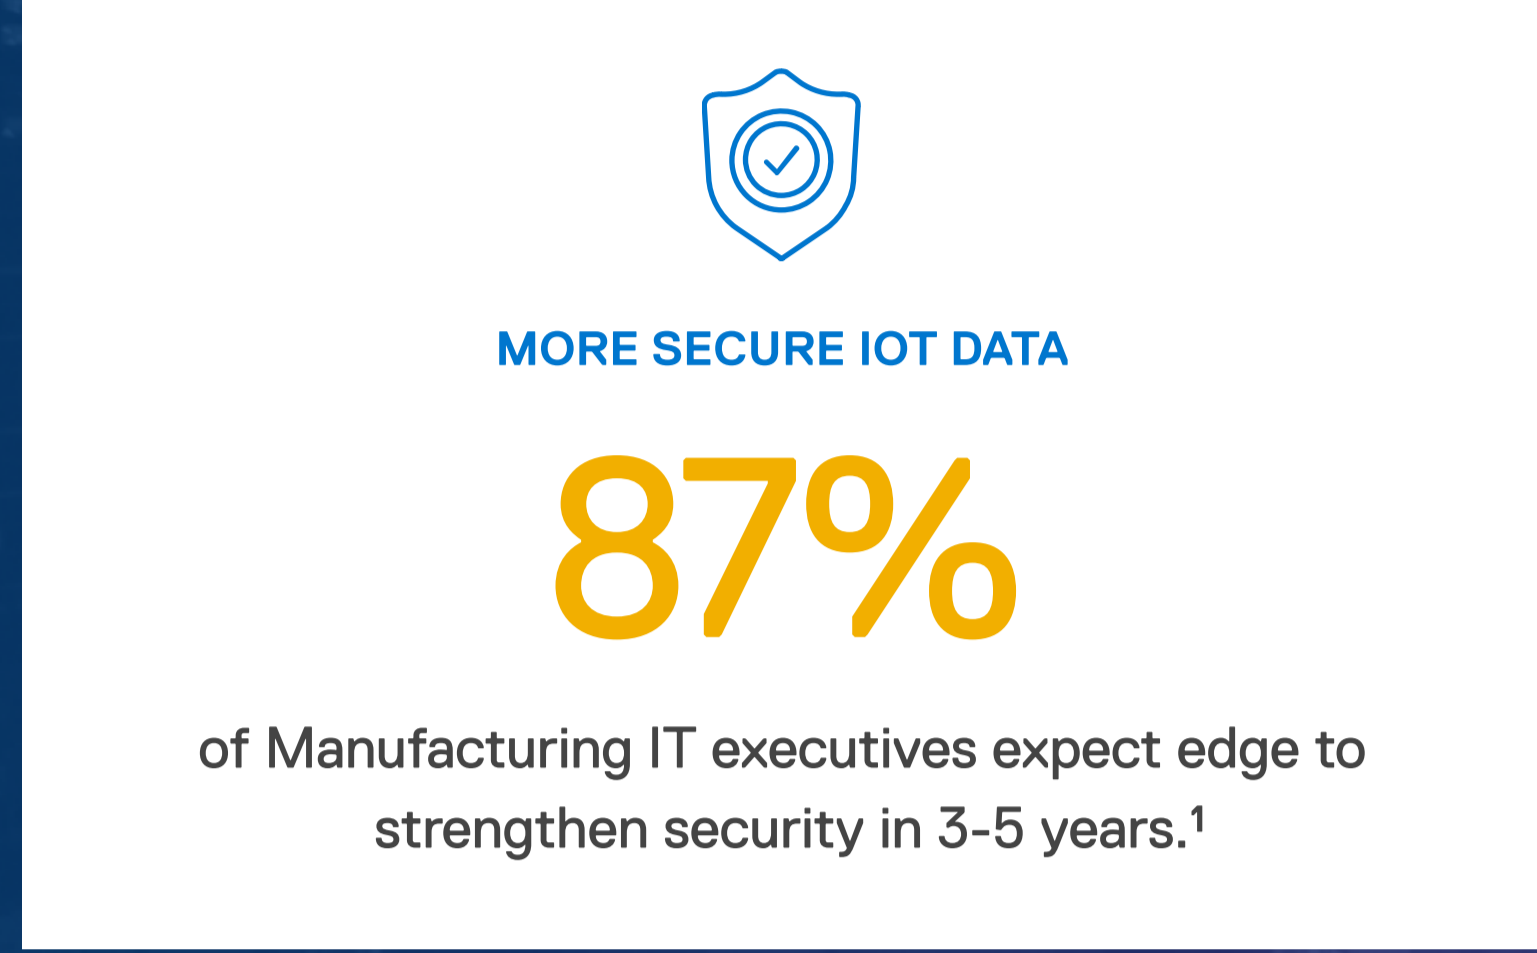 MORE SECURE IOT DATA
87%
of Manufacturing IT executives expect edge to
strengthen security in 3-5 years.¹